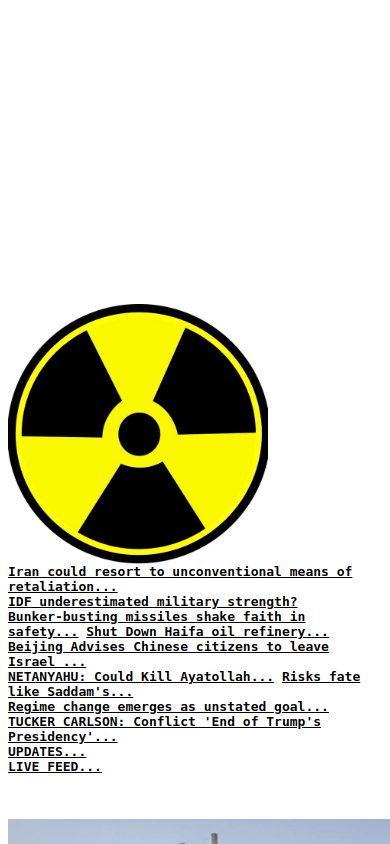 Iran could resort to unconventional means of
retaliation...
IDF underestimated military strength?
Bunker-busting missiles shake faith in
safety... Shut Down Haifa oil refinery...
Beijing Advises Chinese citizens to leave
Israel ...
NETANYAHU: Could Kill Ayatollah... Risks fate
like Saddam's...
Regime change emerges as unstated goal...
TUCKER CARLSON: Conflict 'End of Trump's
Presidency'...
UPDATES...
LIVE FEED...